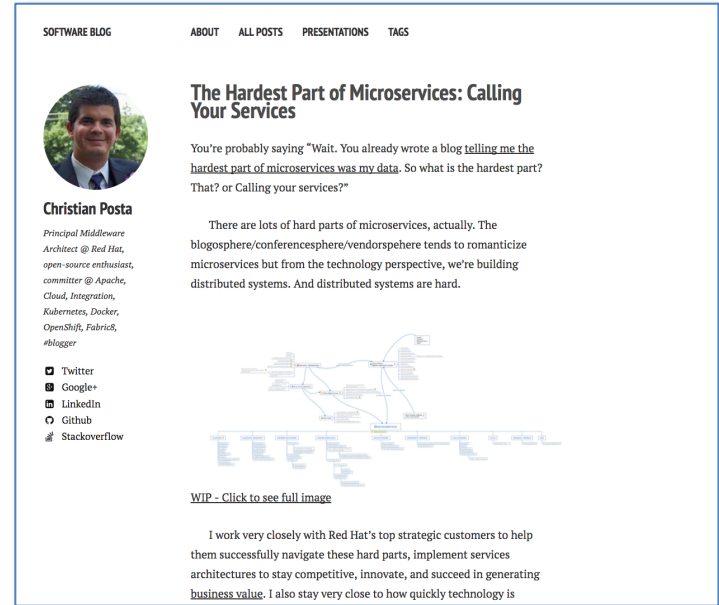 SOFTWARE BLOG
ABOUT ALL POSTS PRESENTATIONS TAGS
Christian Posta
Principal Middleware
Architect @ Red Hat,
open-source enthusiast,
committer @ Apache,
Cloud, Integration,
Kubernetes, Docker,
OpenShift, Fabric8,
#blogger
Twitter
Google+
LinkedIn
Github
Stackoverflow
The Hardest Part of Microservices: Calling
Your Services
You're probably saying "Wait. You already wrote a blog telling me the
hardest part of microservices was my data. So what is the hardest part?
That? or Calling your services?"
There are lots of hard parts of microservices, actually. The
blogosphere/conferencesphere/vendorspehere tends to romanticize
microservices but from the technology perspective, we're building
distributed systems. And distributed systems are hard.
WIP - Click to see full image
I work very closely with Red Hat's top strategic customers to help
them successfully navigate these hard parts, implement services
architectures to stay competitive, innovate, and succeed in generating
business value. I also stay very close to how quickly technology is